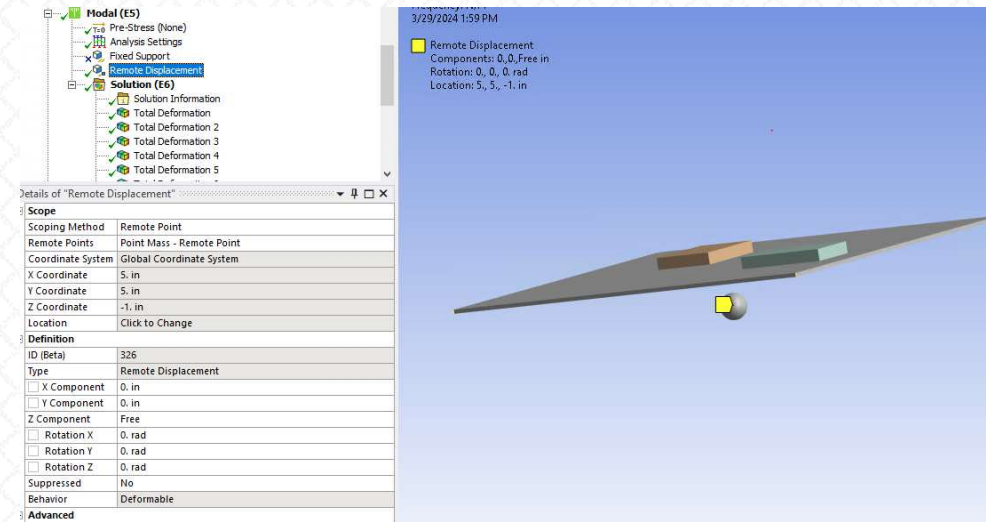 Modal (E5)
Pre-Stress (None)
T=0
Analysis Settings
Fixed Support
Remote Displacement
Solution (E6)
Solution Information
Total Deformation
Total Deformation 2
Total Deformation 3
Total Deformation 4
Total Deformation 5
Details of "Remote Displacement"
Scope
Scoping Method Remote Point
Remote Points Point Mass - Remote Point
Coordinate System Global Coordinate System
X Coordinate 5. in
Y Coordinate 5. in
Z Coordinate -1. in
Location Click to Change
Definition
ID (Beta) 326
Type Remote Displacement
X Component 0. in
Y Component 0. in
Z Component Free
Rotation X 0. rad
Rotation Y 0. rad
Rotation Z 0. rad
Suppressed No
Behavior Deformable
Advanced
3/29/2024 1:59 PM
Remote Displacement
Components: 0.,0.,Free in
Rotation: 0., 0., 0. rad
Location: 5., 5., -1. in